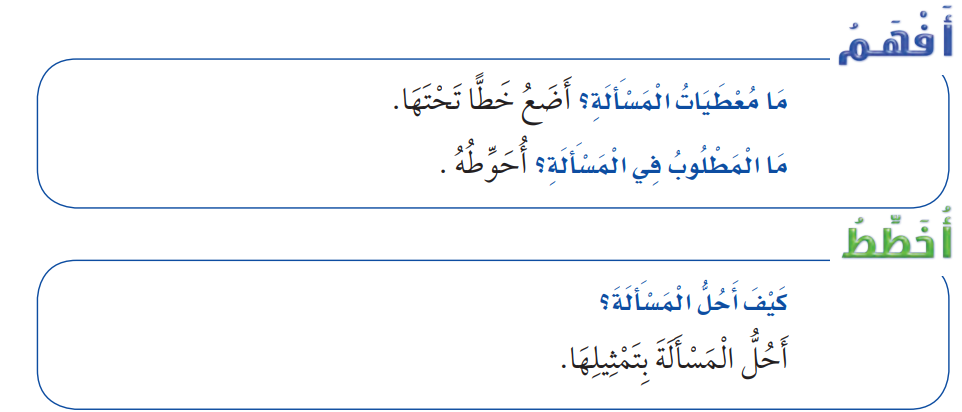 أَفْهَمُ
مَا مُعْطَيَاتُ الْمَسْأَلَةِ؟ أَضَعُ خَطًّا تَحْتَهَا.
مَا الْمَطْلُوبُ فِي الْمَسْأَلَةِ؟ أُحَوِّطُهُ .
أُخَطِّطُ
كَيْفَ أَحُلُّ الْمَسْأَلَةَ؟
أَحُلُّ الْمَسْأَلَةَ بِتَمْثِيلِهَا.